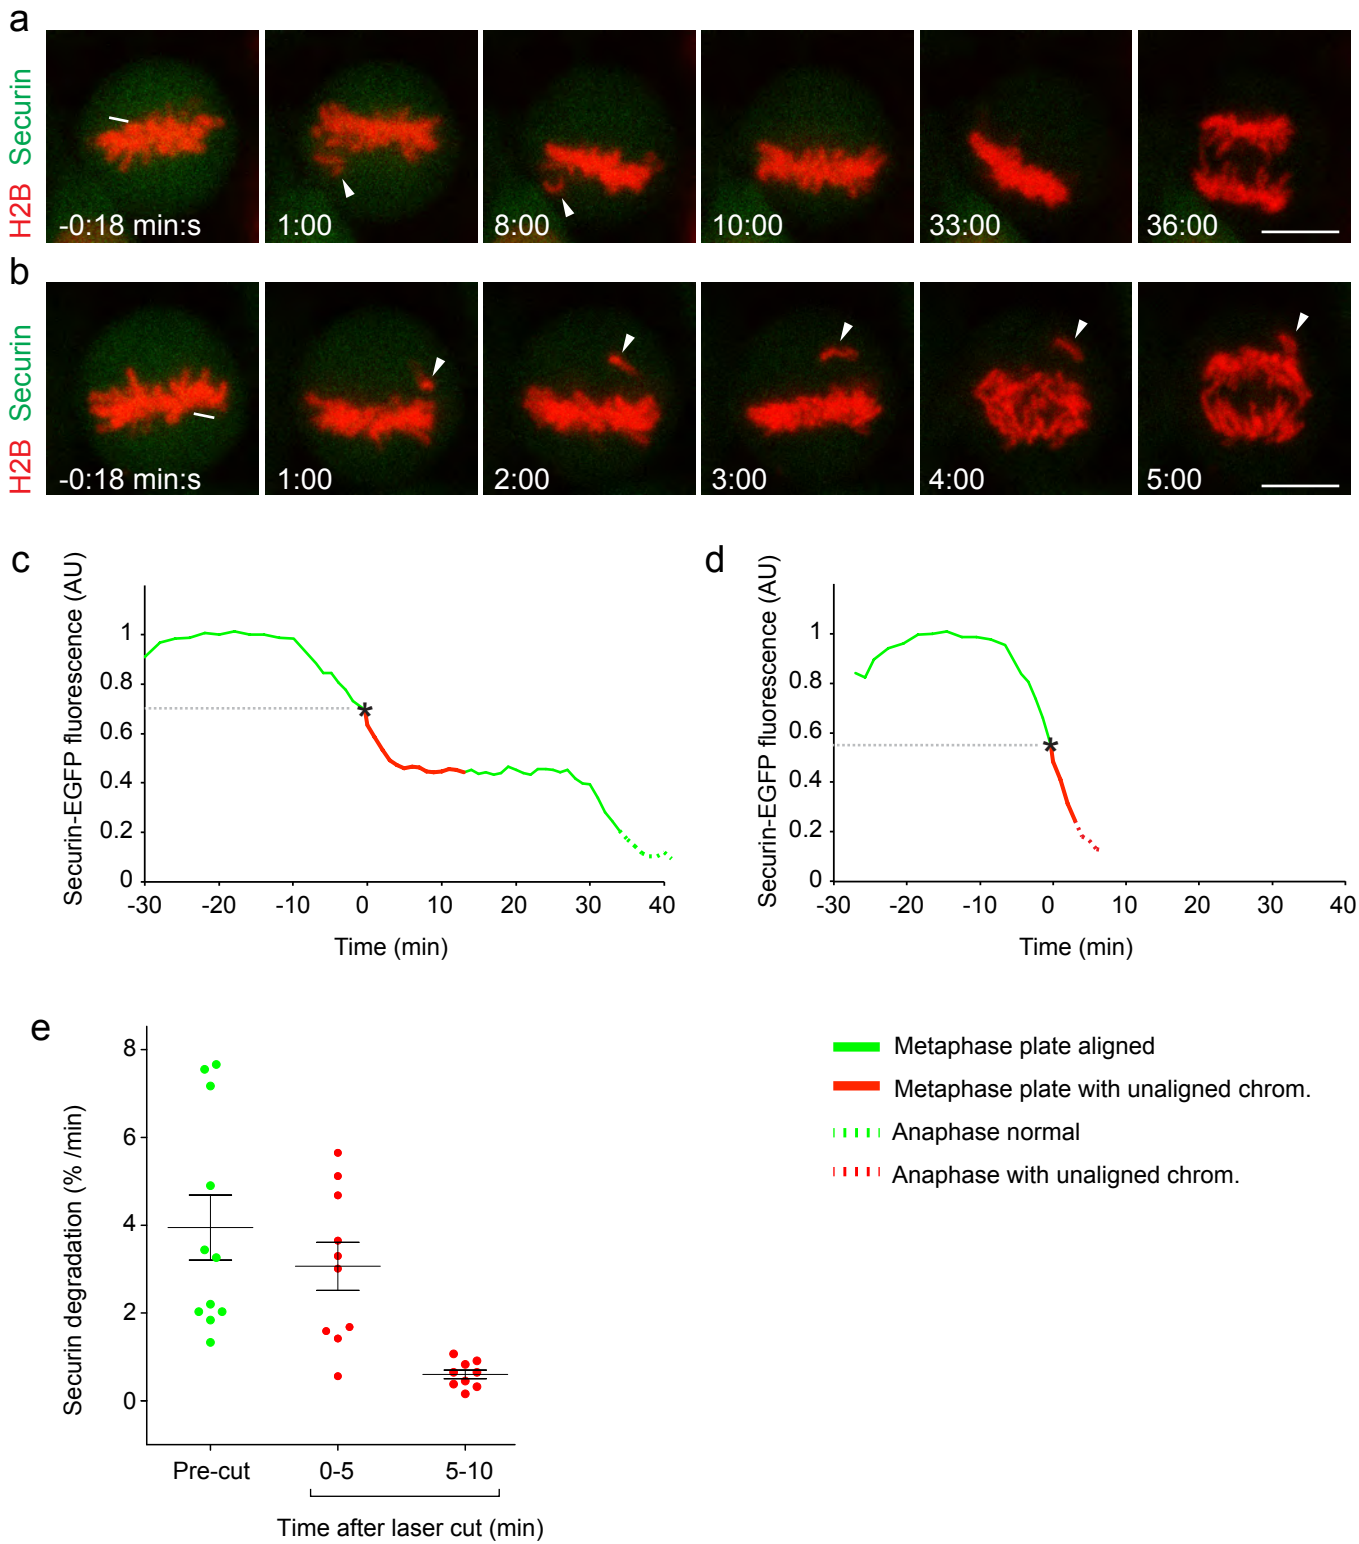 a
H2B Securin
-0:18 min:s
1:00
8:00
10:00
33:00
36:00
b
H2B Securin
-0:18 min:s
1:00
2:00
3:00
4:00
5:00
c
Securin-EGFP fluorescence (AU)
1
0.8
0.6
0.4
0.2
0
-30 -20 -10 0 10 20 30 40
Time (min)
d
Securin-EGFP fluorescence (AU)
1
0.8
0.6
0.4
0.2
0
-30 -20 -10 0 10 20 30 40
Time (min)
e
Securin degradation (% /min)
8
6
4
2
0
Pre-cut 0-5 5-10
Time after laser cut (min)
Metaphase plate aligned
Metaphase plate with unaligned chrom.
Anaphase normal
Anaphase with unaligned chrom.